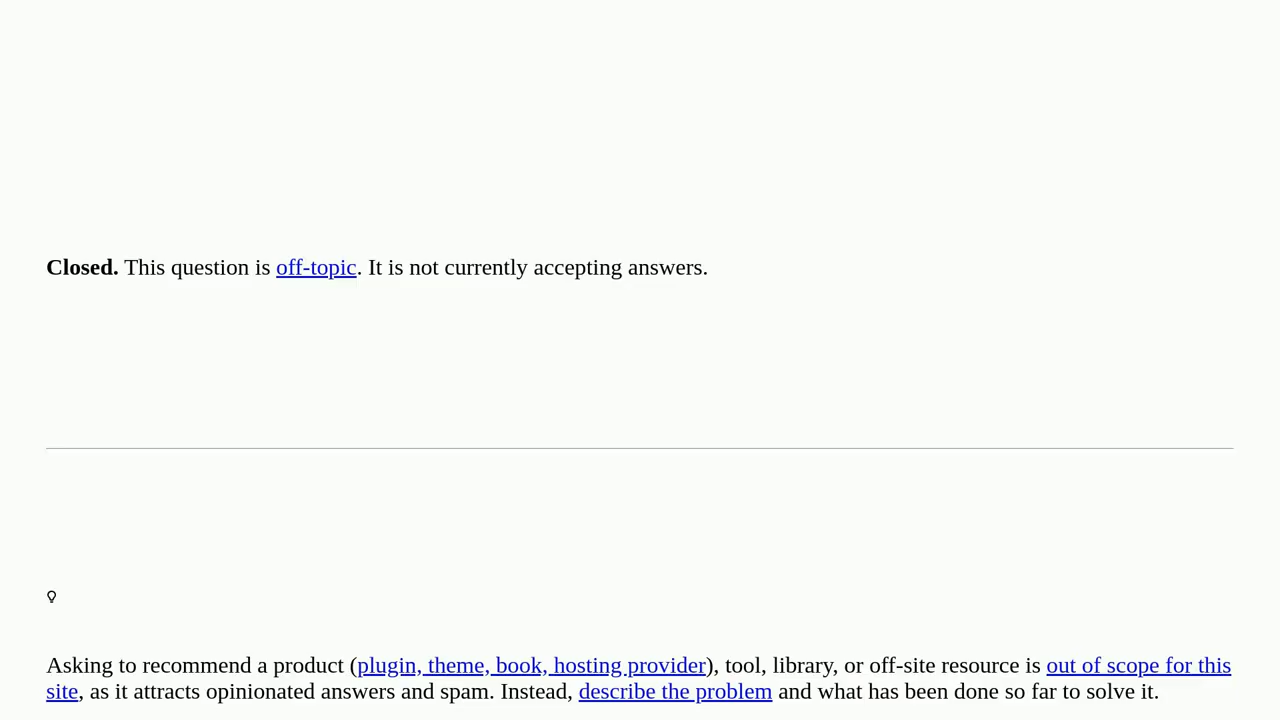 Closed. This question is off-topic. It is not currently accepting answers.
Asking to recommend a product (plugin, theme, book, hosting provider), tool, library, or off-site resource is out of scope for this
site, as it attracts opinionated answers and spam. Instead, describe the problem and what has been done so far to solve it.